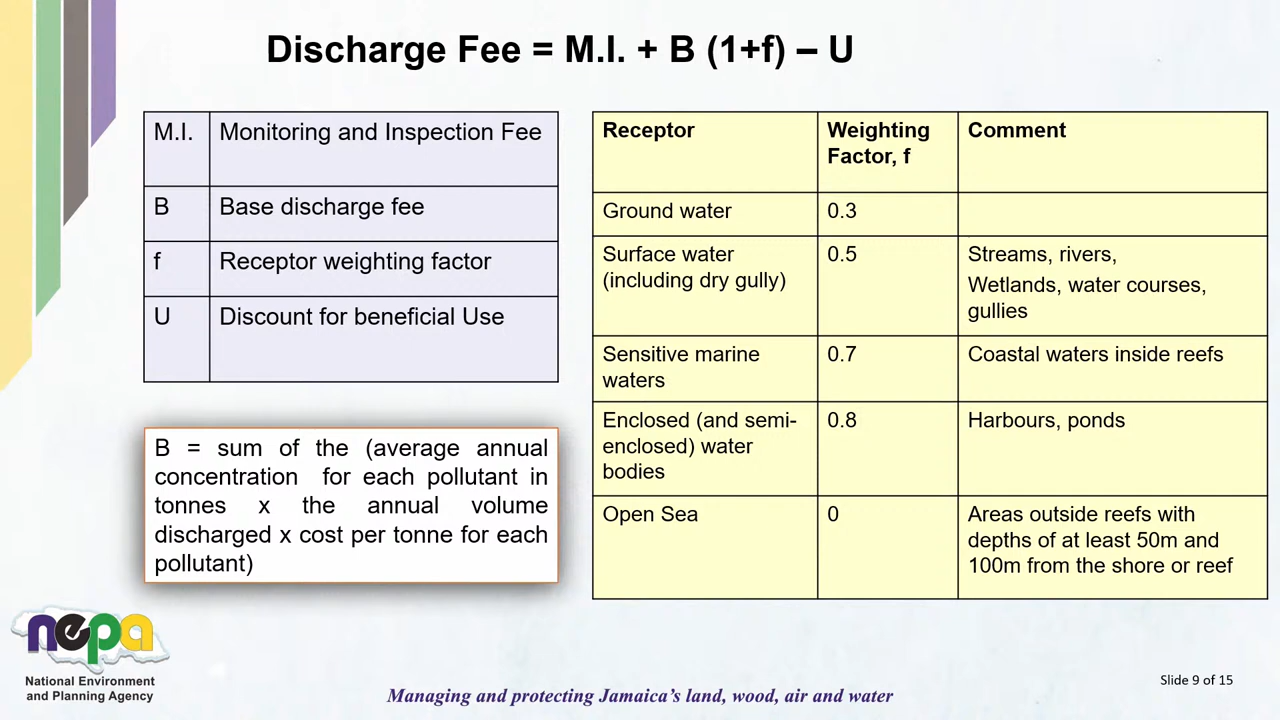 Discharge Fee = M.I. + B (1+f) – U
M.I.
Monitoring and Inspection Fee
B
Base discharge fee
f
Receptor weighting factor
U
Discount for beneficial Use
B = sum of the (average annual
concentration for each pollutant in
tonnes x the annual volume
discharged x cost per tonne for each
pollutant)
Receptor
Weighting
Factor, f
Comment
Ground water
0.3
Surface water
(including dry gully)
0.5
Streams, rivers,
Wetlands, water courses,
gullies
Sensitive marine
waters
0.7
Coastal waters inside reefs
Enclosed (and semi-
enclosed) water
bodies
0.8
Harbours, ponds
Open Sea
0
Areas outside reefs with
depths of at least 50m and
100m from the shore or reef
nepa
National Environment
and Planning Agency
Managing and protecting Jamaica's land, wood, air and water
Slide 9 of 15